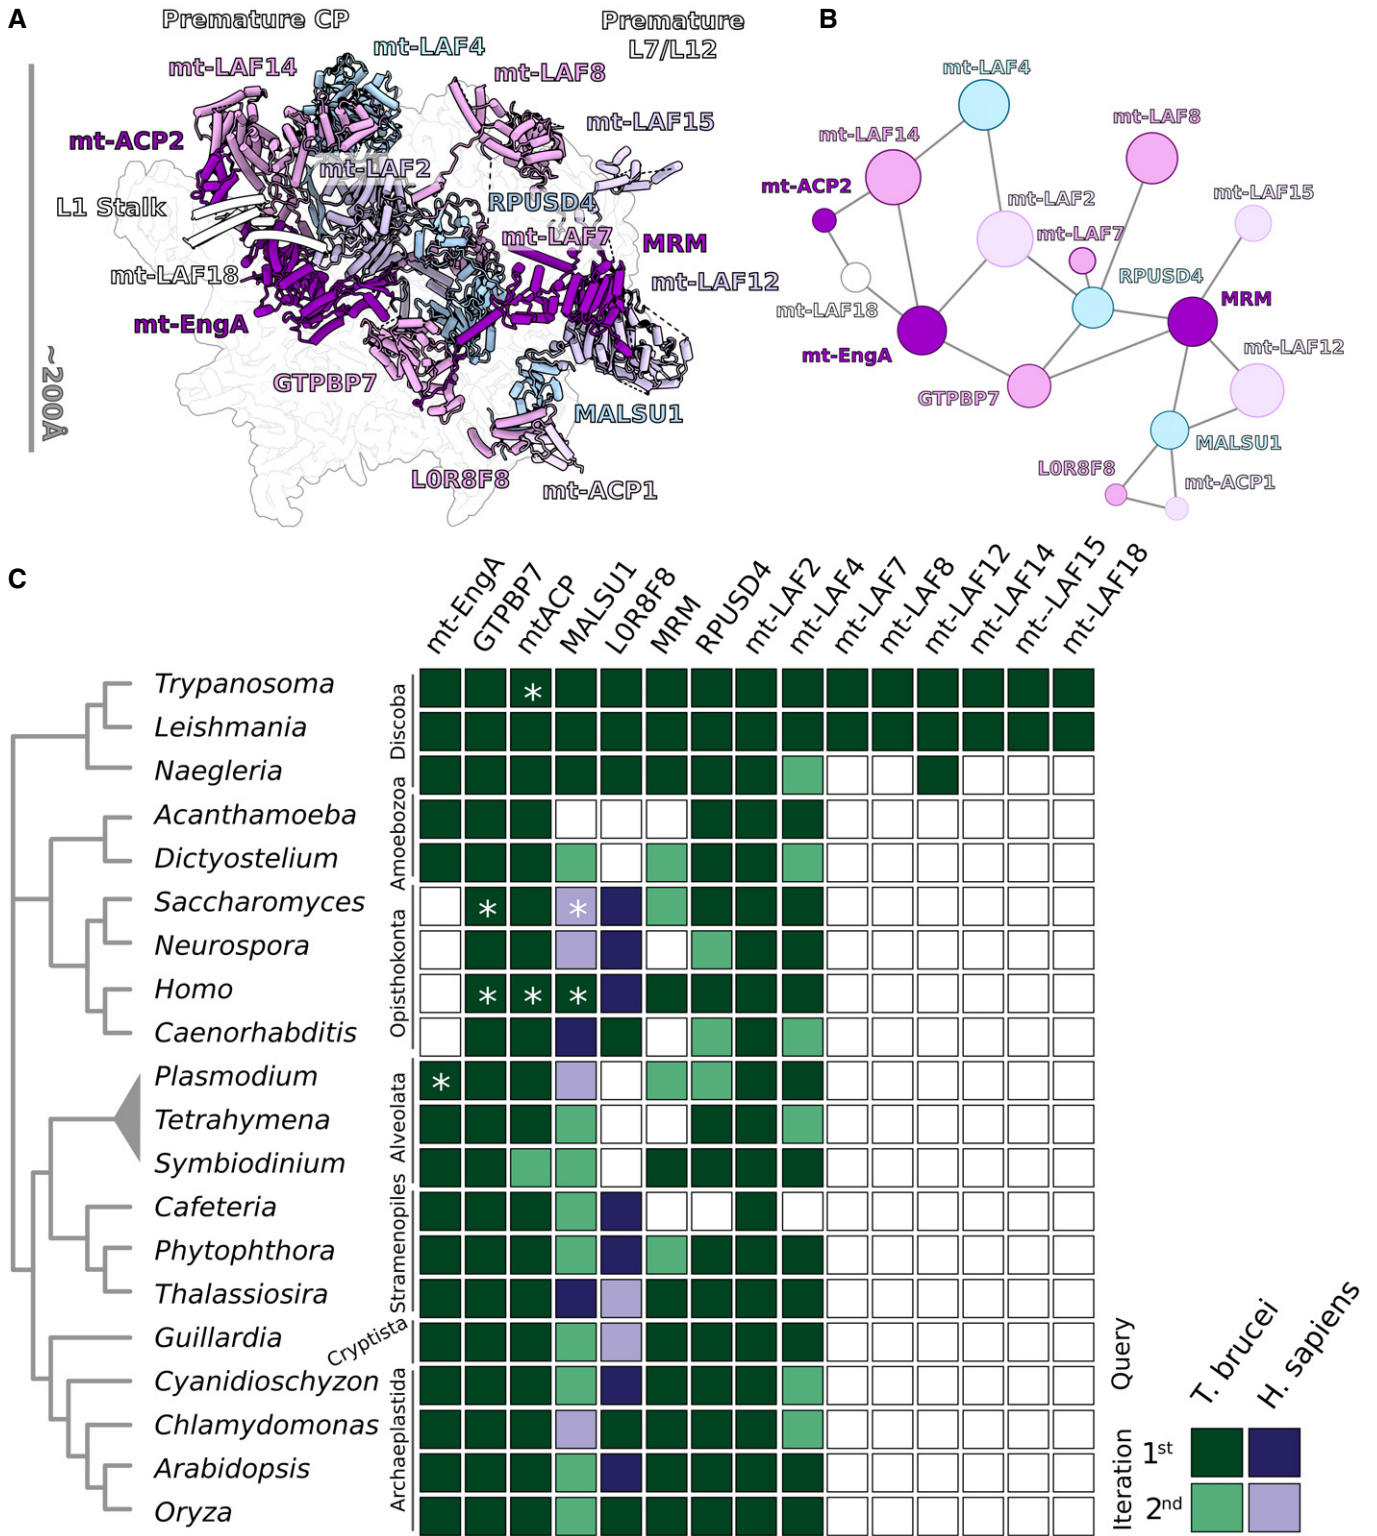 A
Premature CP
Premature
L7/L12
mt-LAF4
mt-LAF14
mt-LAF8
mt-LAF15
mt-ACP2
mt-LAF2
L1 Stalk
RPUSD4
mt-LAF7
MRM
mt-LAF18
mt-LAF12
mt-EngA
GTPBP7
MALSU1
L0R8F8
mt-ACP1
~200Å
B
mt-LAF4
mt-LAF8
mt-LAF14
mt-ACP2
mt-LAF15
mt-LAF2
mt-LAF7
RPUSD4
MRM
mt-LAF18
mt-EngA
mt-LAF12
GTPBP7
MALSU1
L0R8F8
mt-ACP1
C
mt-EngA
GTPBP7
mtACP
MALSU1
L0R8F8
MRM
RPUSD4
mt-LAF2
mt-LAF4
mt-LAF7
mt-LAF8
mt-LAF12
mt-LAF14
mt--LAF15
mt-LAF18
Trypanosoma
*
Leishmania
Naegleria
Acanthamoeba
Dictyostelium
Saccharomyces
* *
Neurospora
Homo
* * *
Caenorhabditis
Plasmodium
*
Tetrahymena
Symbiodinium
Cafeteria
Phytophthora
Thalassiosira
Guillardia
Cyanidioschyzon
Chlamydomonas
Arabidopsis
Oryza
Discoba
Amoebozoa
Opisthokonta
Alveolata
Stramenopiles
Cryptista
Archaeplastida
Query
T. brucei
H. sapiens
Iteration
1st
2nd